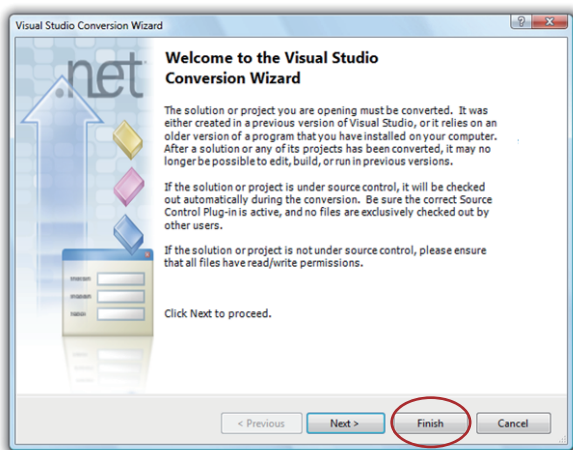 Visual Studio Conversion Wizard
.net
Welcome to the Visual Studio
Conversion Wizard
The solution or project you are opening must be converted. It was
either created in a previous version of Visual Studio, or it relies on an
older version of a program that you have installed on your computer.
After a solution or any of its projects has been converted, it may no
longer be possible to edit, build, or run in previous versions.
If the solution or project is under source control, it will be checked
out automatically during the conversion. Be sure the correct Source
Control Plug-in is active, and no files are exclusively checked out by
other users.
If the solution or project is not under source control, please ensure
that all files have read/write permissions.
Click Next to proceed.
< Previous Next > Finish Cancel